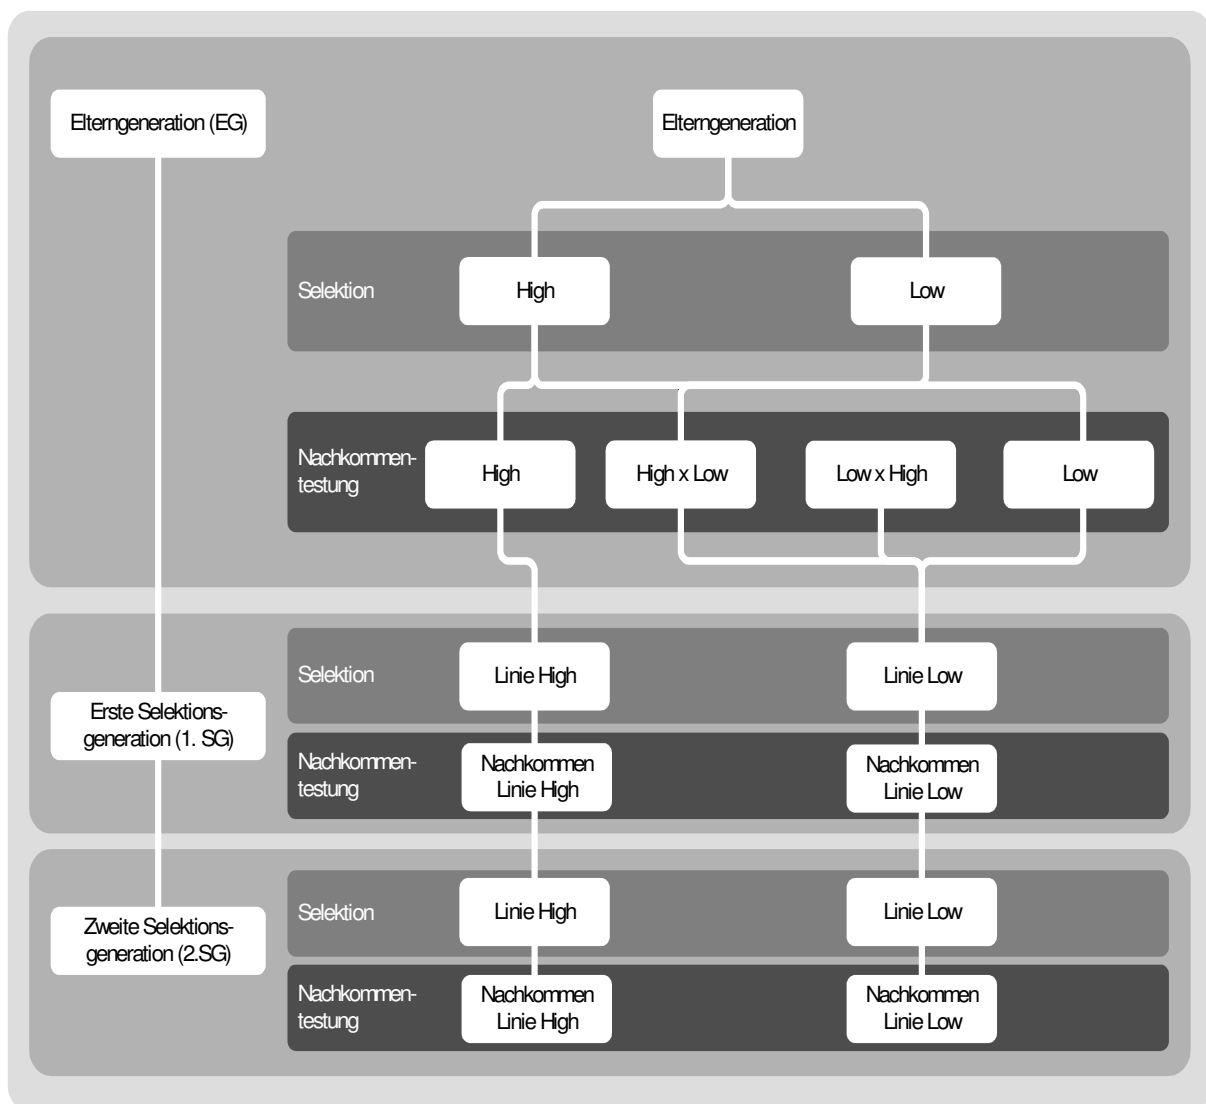 Elterngeneration (EG)
Elterngeneration
Selektion
High
Low
Nachkommen-
testung
High
High x Low
Low x High
Low
Erste Selektions-
generation (1. SG)
Selektion
Linie High
Linie Low
Nachkommen-
testung
Nachkommen
Linie High
Nachkommen
Linie Low
Zweite Selektions-
generation (2.SG)
Selektion
Linie High
Linie Low
Nachkommen-
testung
Nachkommen
Linie High
Nachkommen
Linie Low